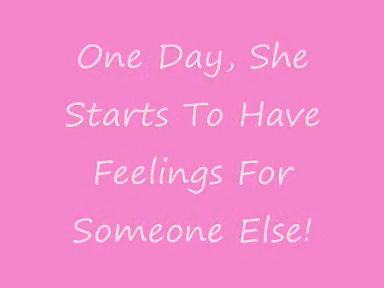 One Day, She
Starts To Have
Feelings For
Someone Else!